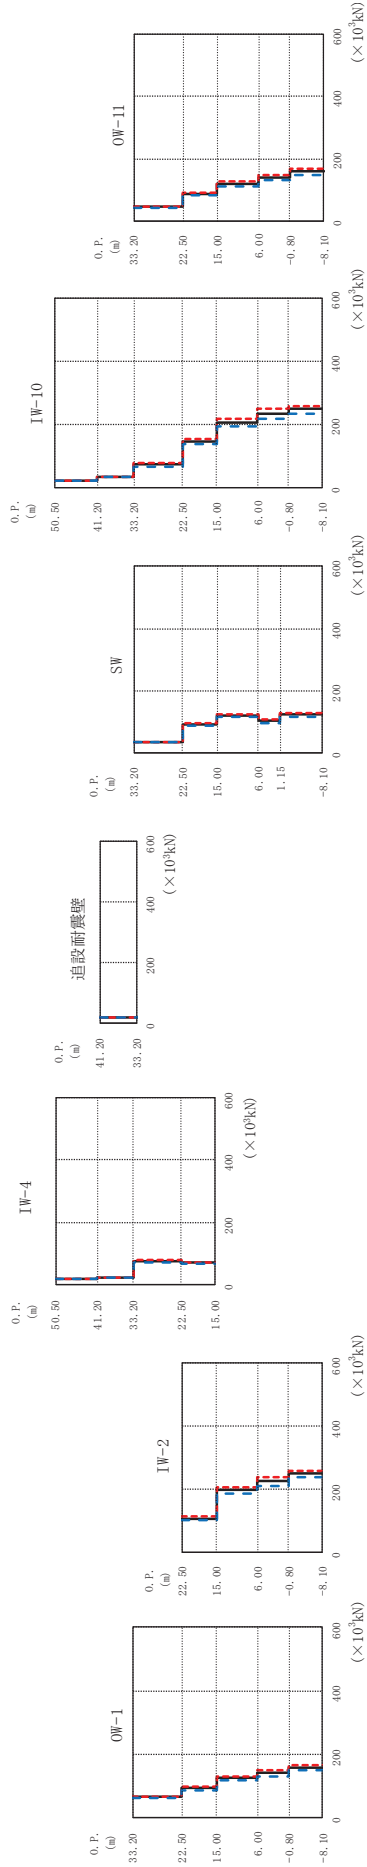 OW-1
O.P.
(m)
33.20
22.50
15.00
6.00
-0.80
-8.10
0 200 400 600
(×10³kN)
IW-2
O.P.
(m)
22.50
15.00
6.00
-0.80
-8.10
0 200 400 600
(×10³kN)
IW-4
O.P.
(m)
50.50
41.20
33.20
22.50
15.00
0 200 400 600
(×10³kN)
追設耐震壁
O.P.
(m)
41.20
33.20
0 200 400 600
(×10³kN)
SW
O.P.
(m)
33.20
22.50
15.00
6.00
1.15
-8.10
0 200 400 600
(×10³kN)
IW-10
O.P.
(m)
50.50
41.20
33.20
22.50
15.00
6.00
-0.80
-8.10
0 200 400 600
(×10³kN)
OW-11
O.P.
(m)
33.20
22.50
15.00
6.00
-0.80
-8.10
0 200 400 600
(×10³kN)